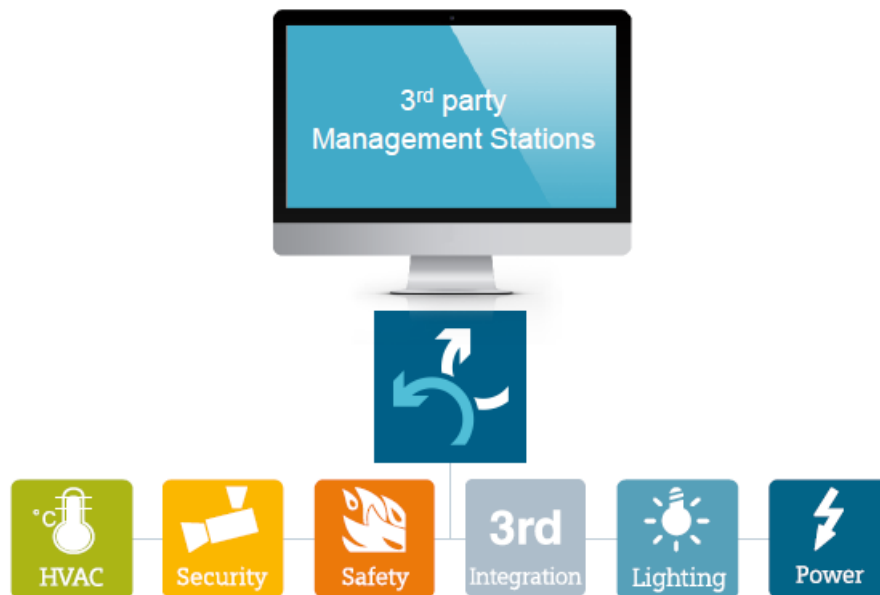 3rd party
Management Stations
°C
3rd
HVAC
Security
Safety
Integration
Lighting
Power